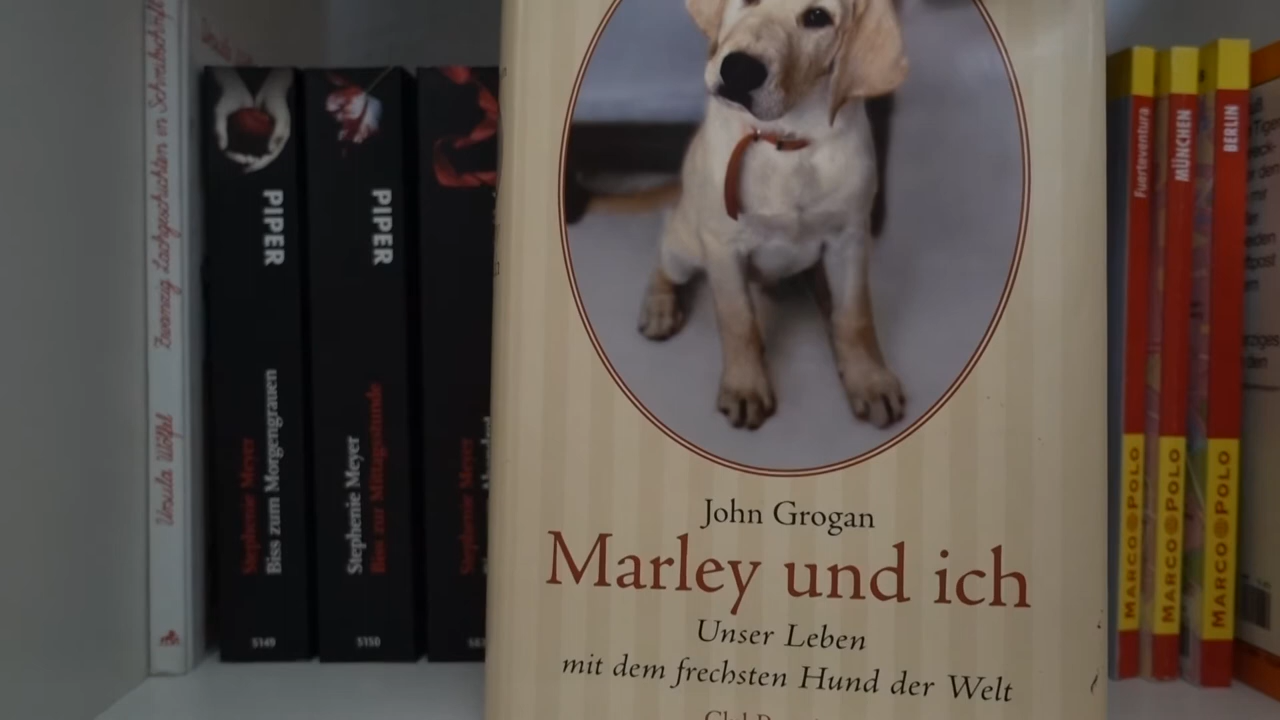 Ursula Wölfel
Zwanzig Lachgeschichten in Schreibschrift
PIPER
Stephenie Meyer
Biss zum Morgengrauen
5149
PIPER
Stephenie Meyer
Biss zur Mittagsstunde
5150
Stephenie Meyer
John Grogan
Marley und ich
Unser Leben
mit dem frechsten Hund der Welt
Fuerteventura
MARCO POLO
MÜNCHEN
MARCO POLO
BERLIN
MARCO POLO